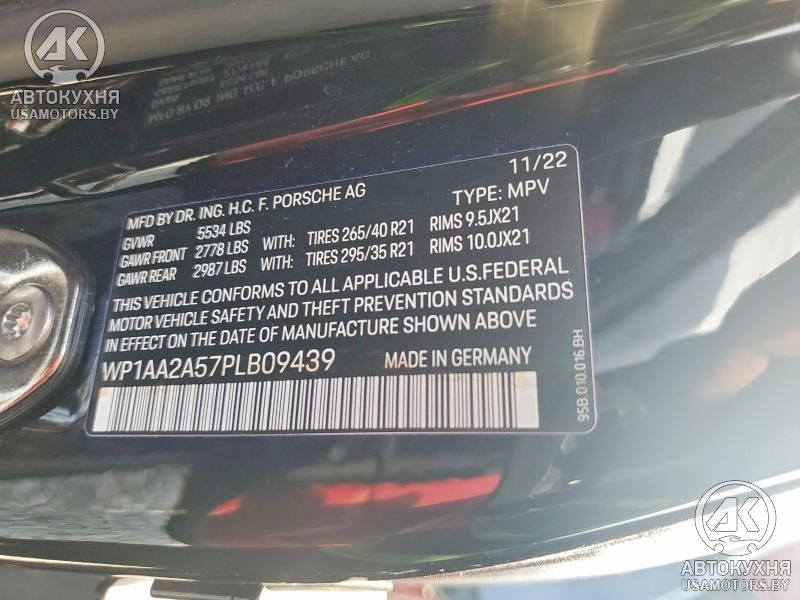 AK
АВТОКУХНЯ
USAMOTORS.BY
MFD BY DR. ING. H.C. F. PORSCHE AG
11/22
GVWR 5534 LBS
TYPE: MPV
GAWR FRONT 2778 LBS WITH: TIRES 265/40 R21 RIMS 9.5JX21
GAWR REAR 2987 LBS WITH: TIRES 295/35 R21 RIMS 10.0JX21
THIS VEHICLE CONFORMS TO ALL APPLICABLE U.S.FEDERAL
MOTOR VEHICLE SAFETY AND THEFT PREVENTION STANDARDS
IN EFFECT ON THE DATE OF MANUFACTURE SHOWN ABOVE
WP1AA2A57PLB09439 MADE IN GERMANY
95B.010.016.BH
AK
АВТОКУХНЯ
USAMOTORS.BY